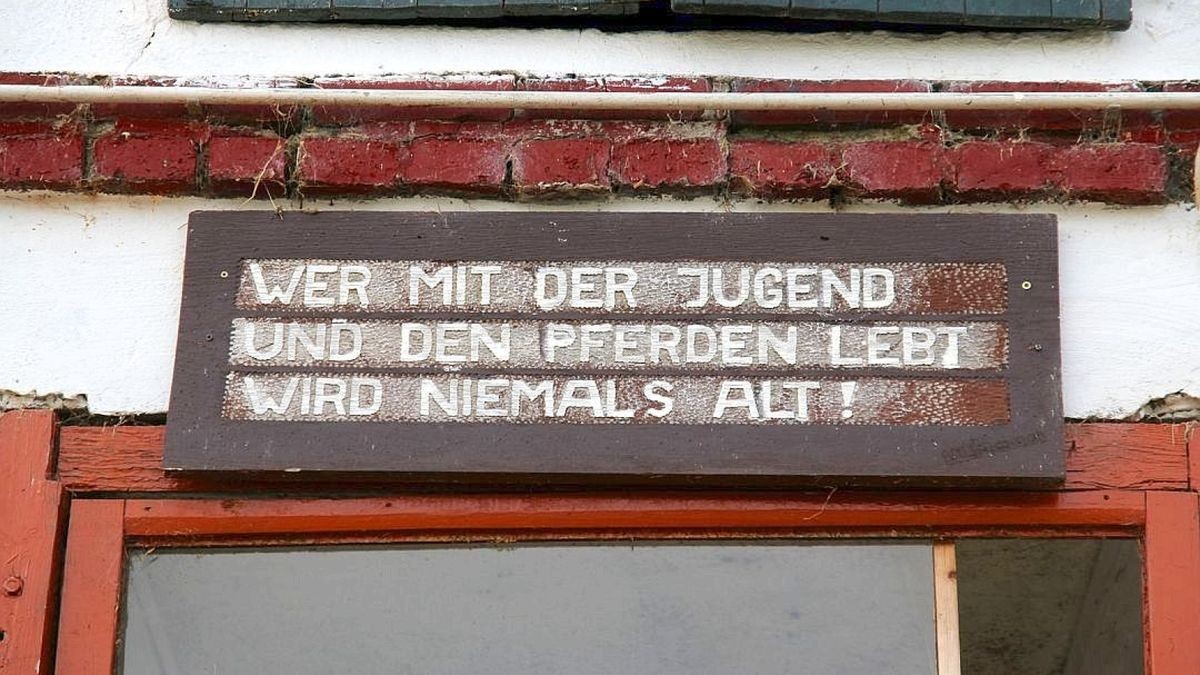 WER MIT DER JUGEND
UND DEN PFERDEN LEBT
WIRD NIEMALS ALT !